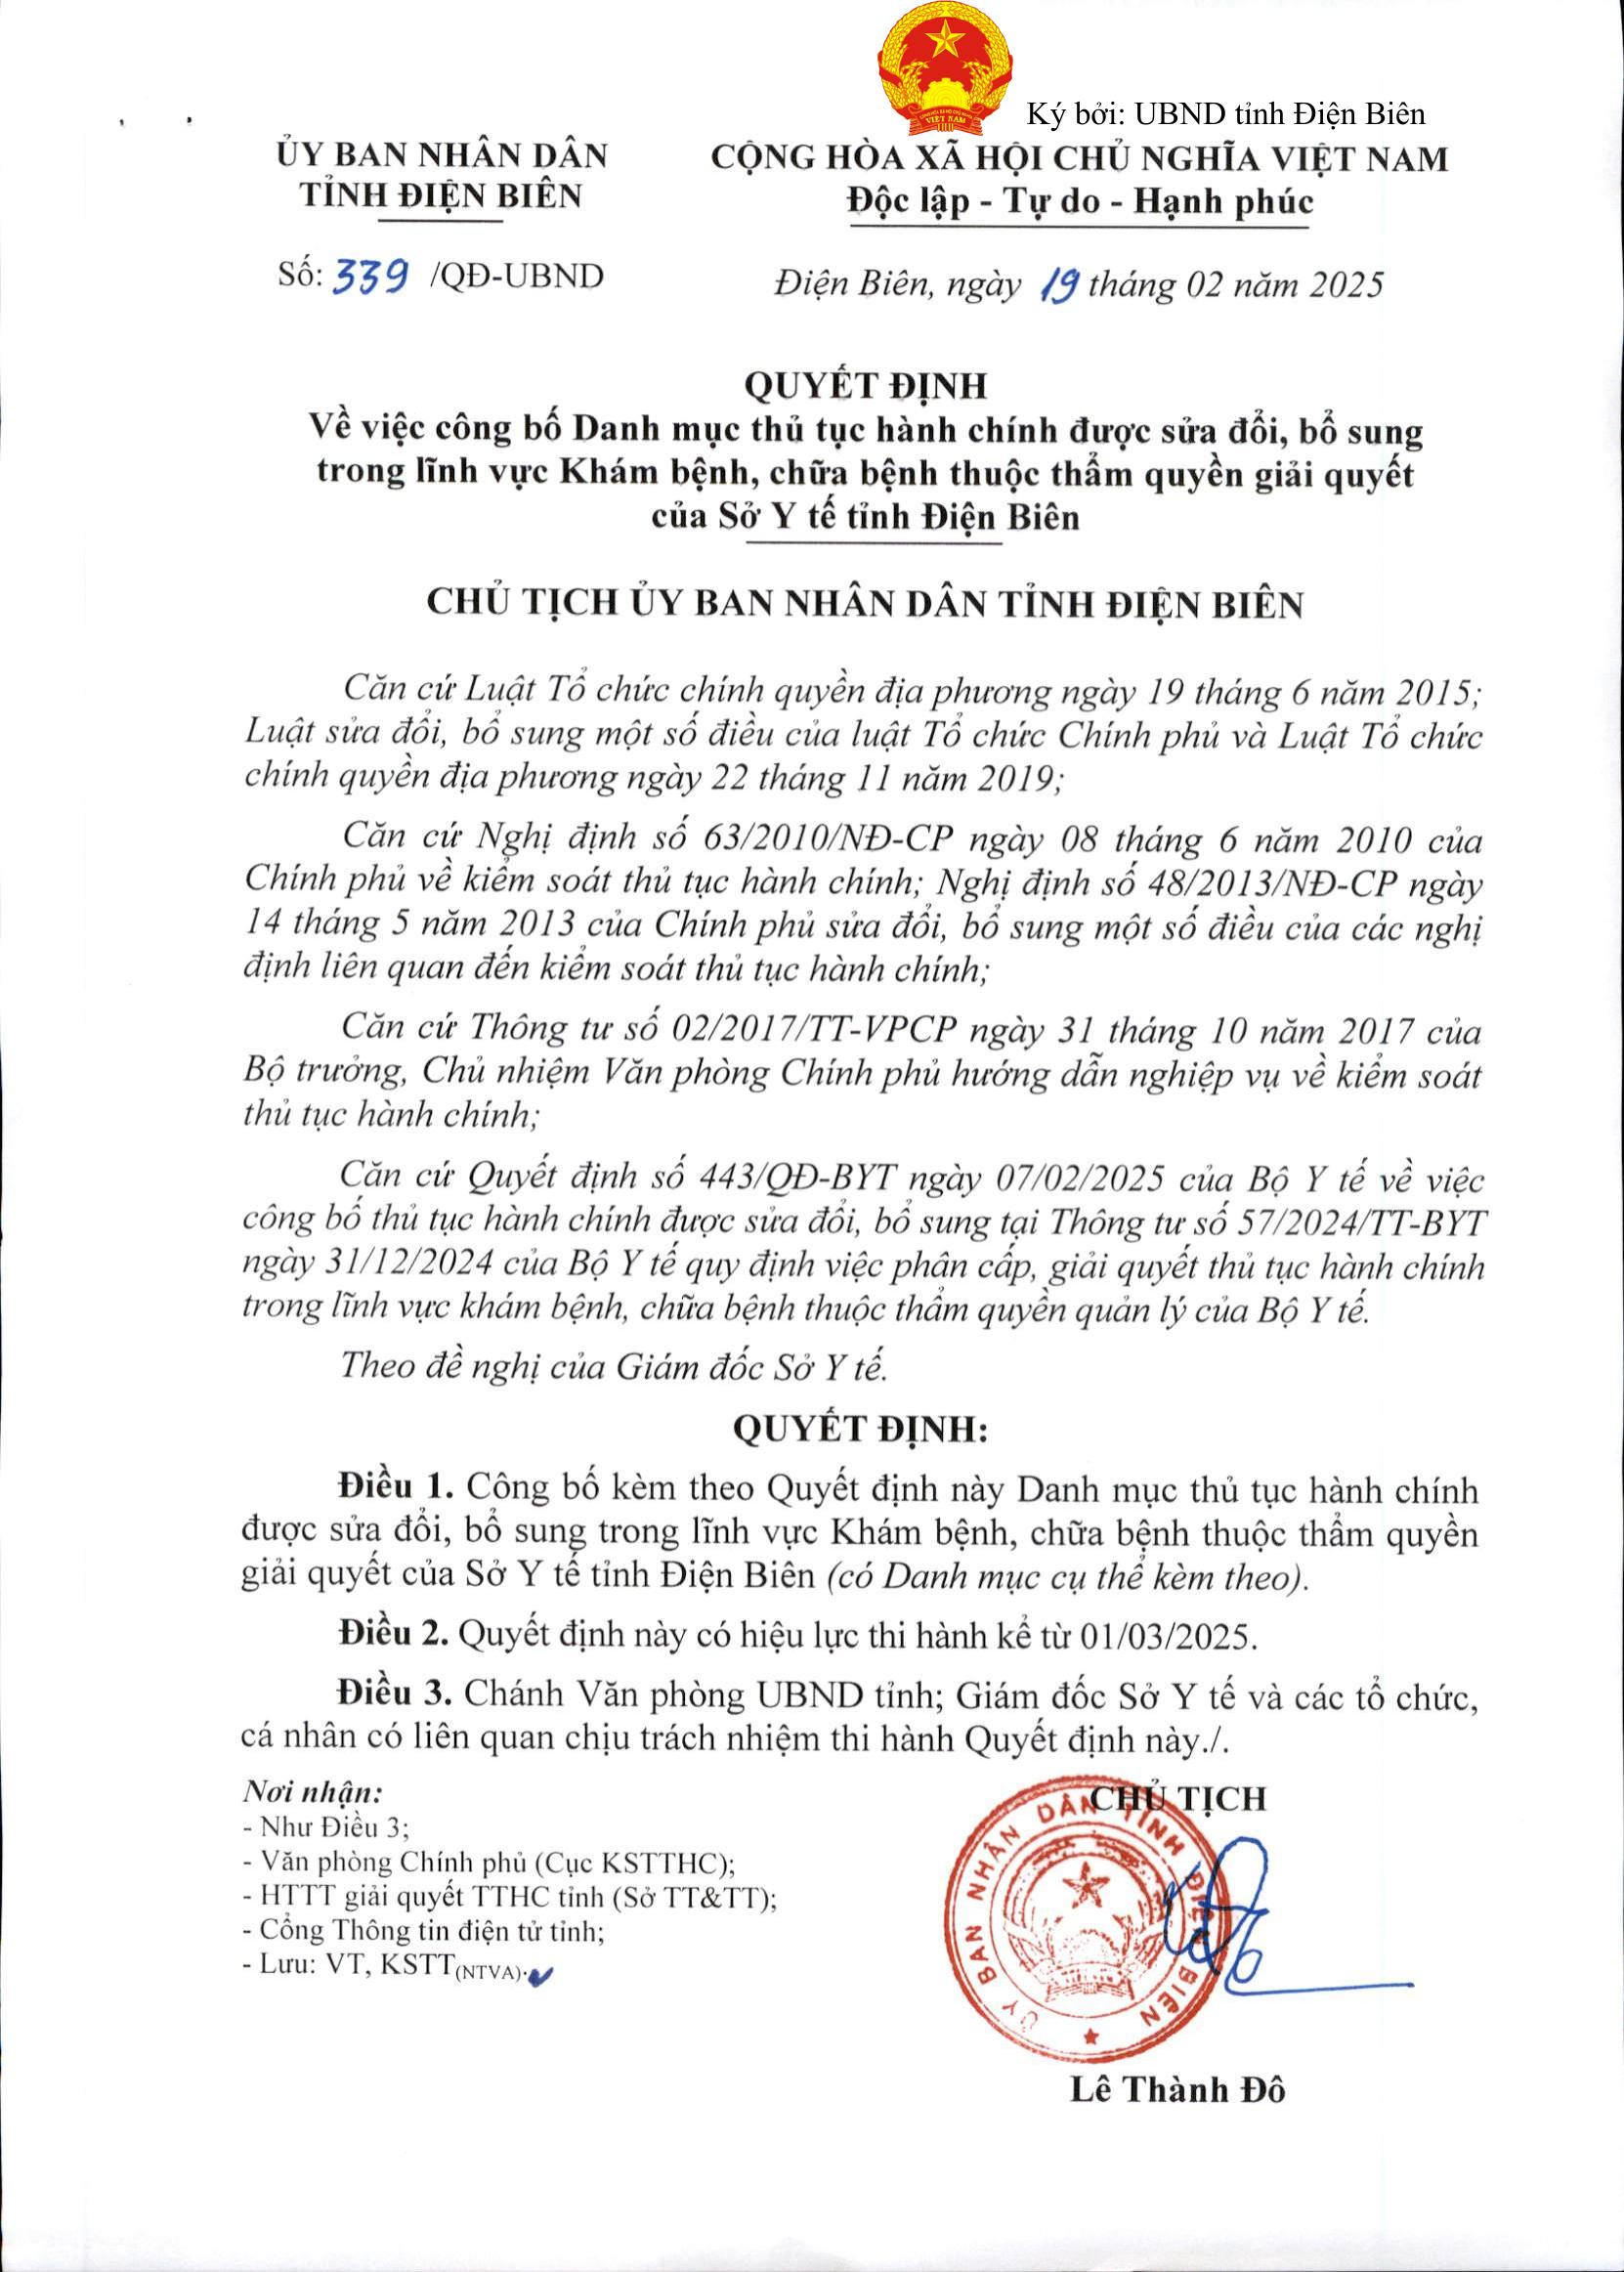 Ký bởi: UBND tỉnh Điện Biên
ỦY BAN NHÂN DÂN
TỈNH ĐIỆN BIÊN
CỘNG HÒA XÃ HỘI CHỦ NGHĨA VIỆT NAM
Độc lập - Tự do - Hạnh phúc
Số: 339 /QĐ-UBND
Điện Biên, ngày 19 tháng 02 năm 2025
QUYẾT ĐỊNH
Về việc công bố Danh mục thủ tục hành chính được sửa đổi, bổ sung
trong lĩnh vực Khám bệnh, chữa bệnh thuộc thẩm quyền giải quyết
của Sở Y tế tỉnh Điện Biên
CHỦ TỊCH ỦY BAN NHÂN DÂN TỈNH ĐIỆN BIÊN
Căn cứ Luật Tổ chức chính quyền địa phương ngày 19 tháng 6 năm 2015;
Luật sửa đổi, bổ sung một số điều của luật Tổ chức Chính phủ và Luật Tổ chức
chính quyền địa phương ngày 22 tháng 11 năm 2019;
Căn cứ Nghị định số 63/2010/NĐ-CP ngày 08 tháng 6 năm 2010 của
Chính phủ về kiểm soát thủ tục hành chính; Nghị định số 48/2013/NĐ-CP ngày
14 tháng 5 năm 2013 của Chính phủ sửa đổi, bổ sung một số điều của các nghị
định liên quan đến kiểm soát thủ tục hành chính;
Căn cứ Thông tư số 02/2017/TT-VPCP ngày 31 tháng 10 năm 2017 của
Bộ trưởng, Chủ nhiệm Văn phòng Chính phủ hướng dẫn nghiệp vụ về kiểm soát
thủ tục hành chính;
Căn cứ Quyết định số 443/QĐ-BYT ngày 07/02/2025 của Bộ Y tế về việc
công bố thủ tục hành chính được sửa đổi, bổ sung tại Thông tư số 57/2024/TT-BYT
ngày 31/12/2024 của Bộ Y tế quy định việc phân cấp, giải quyết thủ tục hành chính
trong lĩnh vực khám bệnh, chữa bệnh thuộc thẩm quyền quản lý của Bộ Y tế.
Theo đề nghị của Giám đốc Sở Y tế.
QUYẾT ĐỊNH:
Điều 1. Công bố kèm theo Quyết định này Danh mục thủ tục hành chính
được sửa đổi, bổ sung trong lĩnh vực Khám bệnh, chữa bệnh thuộc thẩm quyền
giải quyết của Sở Y tế tỉnh Điện Biên (có Danh mục cụ thể kèm theo).
Điều 2. Quyết định này có hiệu lực thi hành kể từ 01/03/2025.
Điều 3. Chánh Văn phòng UBND tỉnh; Giám đốc Sở Y tế và các tổ chức,
cá nhân có liên quan chịu trách nhiệm thi hành Quyết định này./.
Nơi nhận:
- Như Điều 3;
- Văn phòng Chính phủ (Cục KSTTHC);
- HTTT giải quyết TTHC tỉnh (Sở TT&TT);
- Cổng Thông tin điện tử tỉnh;
- Lưu: VT, KSTT(NTVA).
CHỦ TỊCH
ỦY BAN NHÂN DÂN TỈNH ĐIỆN BIÊN
Lê Thành Đô